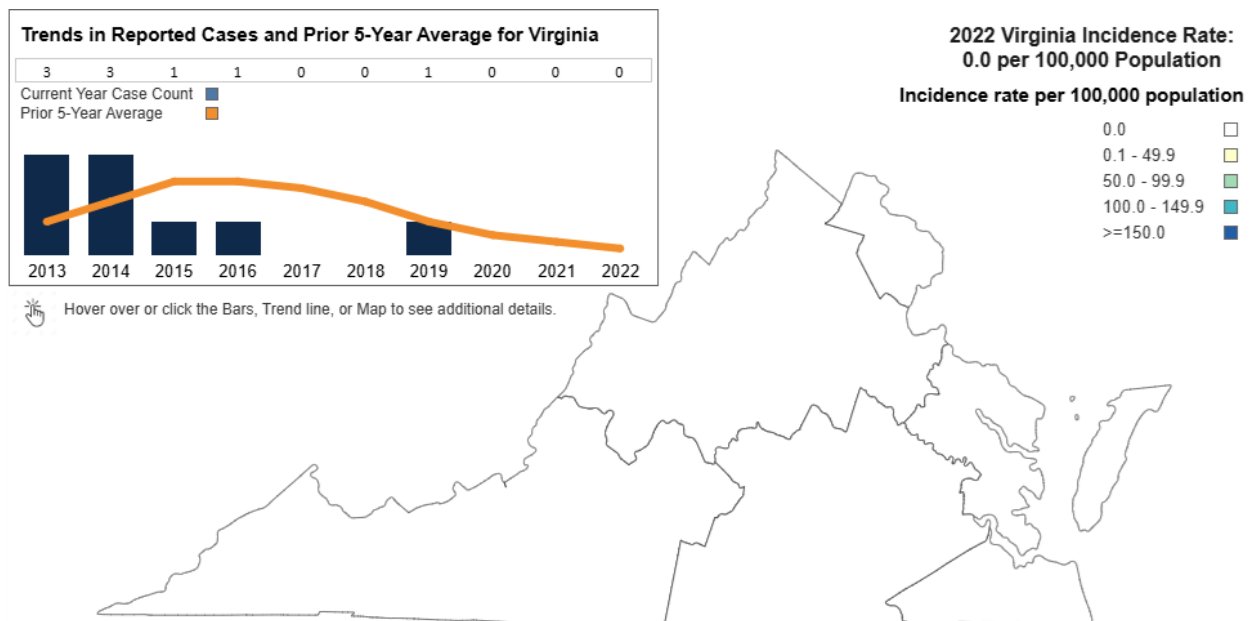 Trends in Reported Cases and Prior 5-Year Average for Virginia
3 3 1 1 0 0 1 0 0 0
Current Year Case Count
Prior 5-Year Average
2013 2014 2015 2016 2017 2018 2019 2020 2021 2022
Hover over or click the Bars, Trend line, or Map to see additional details.
2022 Virginia Incidence Rate:
0.0 per 100,000 Population
Incidence rate per 100,000 population
0.0
0.1 - 49.9
50.0 - 99.9
100.0 - 149.9
>=150.0